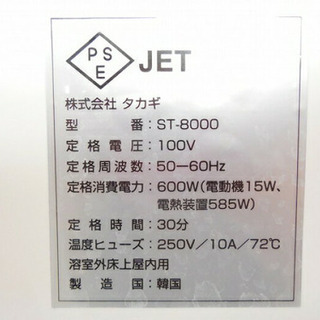 PSE JET
株式会社 タカギ
型　　　番：ST-8000
定 格 電 圧：100V
定格周波数：50－60Hz
定格消費電力：600W(電動機15W、
電熱装置585W)
定 格 時 間：30分
温度ヒューズ：250V／10A／72℃
浴室外床上屋内用
製　造　国：韓国